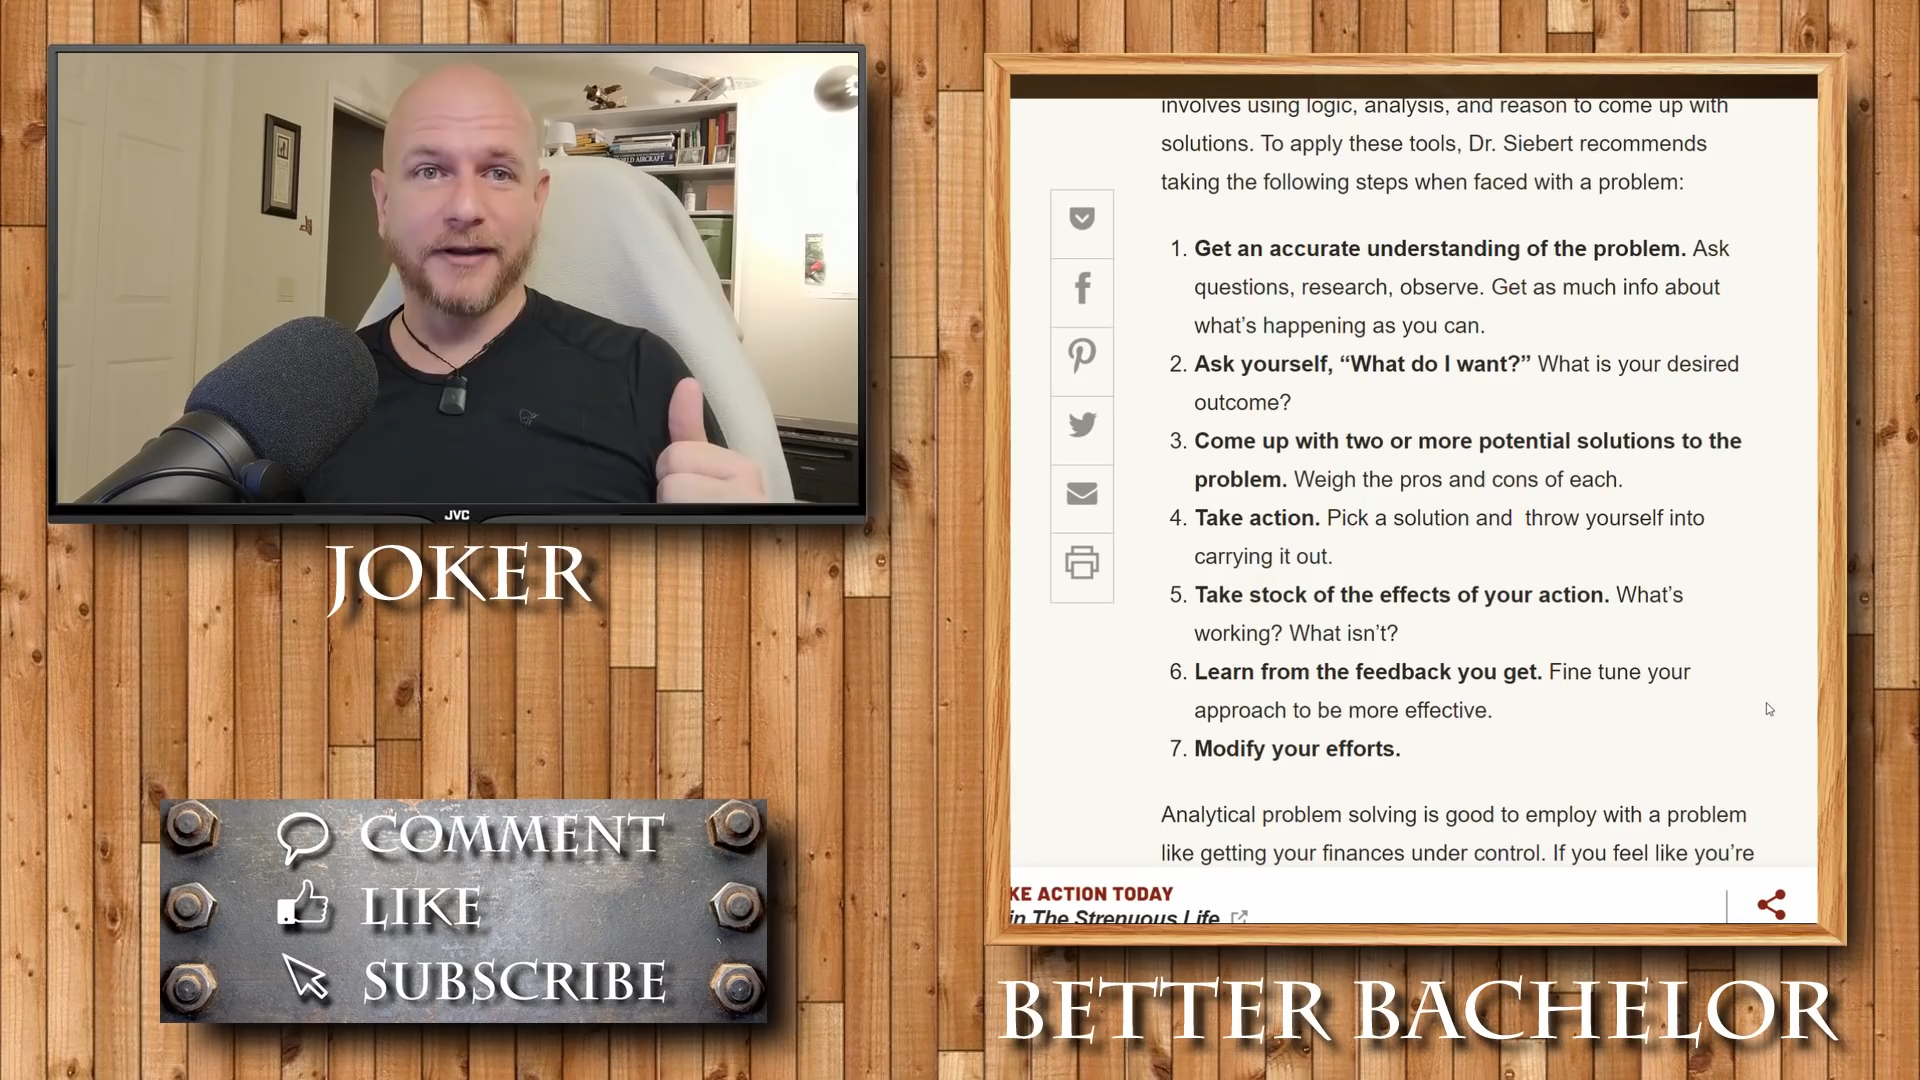 JVC
JOKER
COMMENT
LIKE
SUBSCRIBE
involves using logic, analysis, and reason to come up with
solutions. To apply these tools, Dr. Siebert recommends
taking the following steps when faced with a problem:
1. Get an accurate understanding of the problem. Ask
questions, research, observe. Get as much info about
what's happening as you can.
2. Ask yourself, “What do I want?” What is your desired
outcome?
3. Come up with two or more potential solutions to the
problem. Weigh the pros and cons of each.
4. Take action. Pick a solution and  throw yourself into
carrying it out.
5. Take stock of the effects of your action. What's
working? What isn't?
6. Learn from the feedback you get. Fine tune your
approach to be more effective.
7. Modify your efforts.
Analytical problem solving is good to employ with a problem
like getting your finances under control. If you feel like you're
KE ACTION TODAY
in The Strenuous Life
BETTER BACHELOR